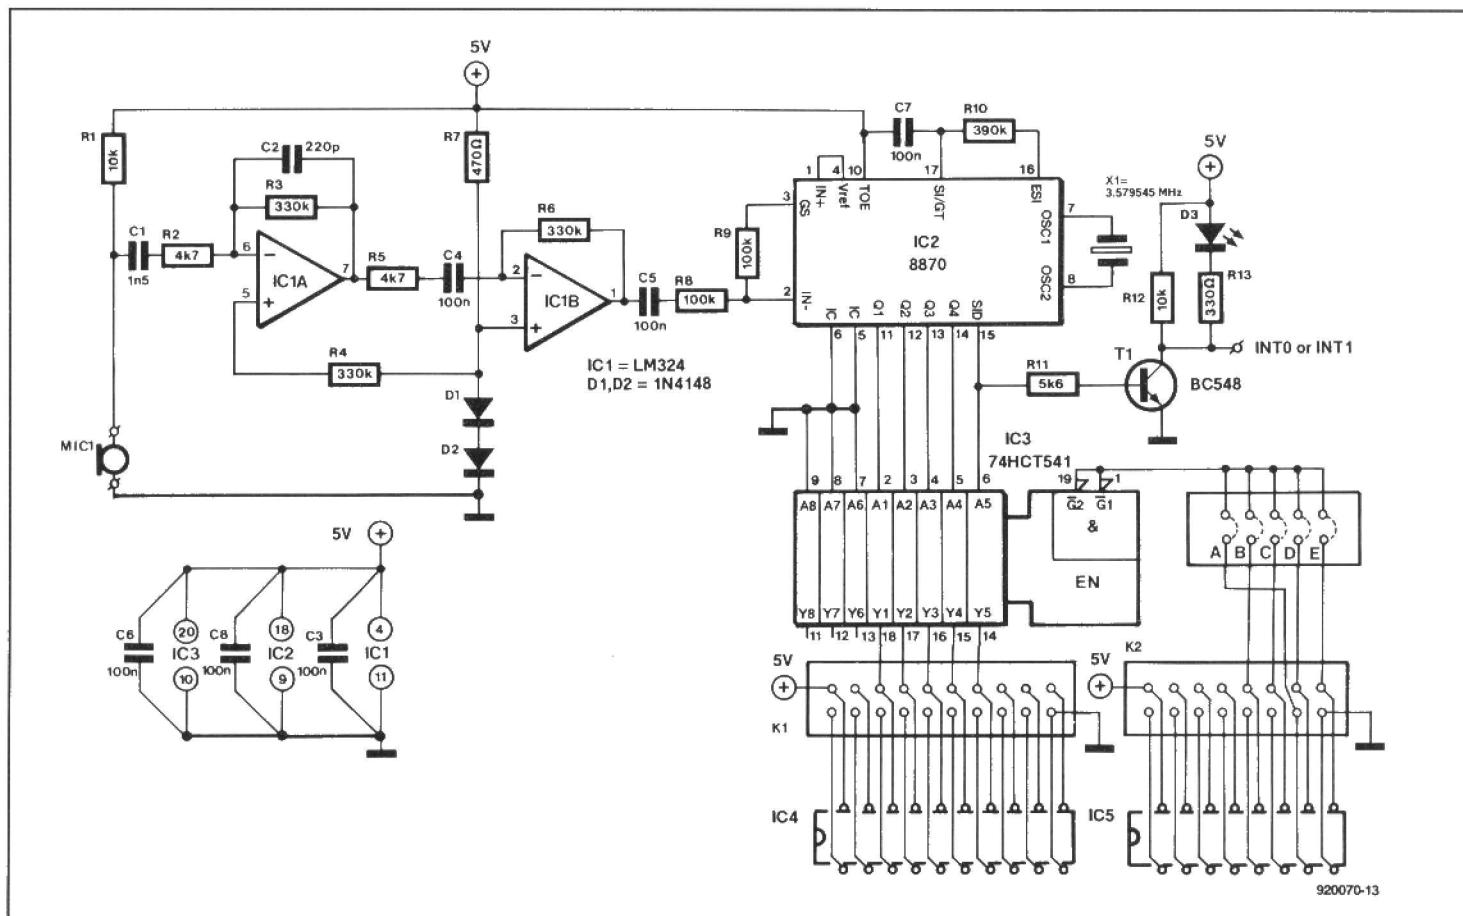 5V
R1
10k
C2
220p
R3
330k
R7
470Ω
C1
1n5
R2
4k7
6
5
7
−
+
IC1A
R5
4k7
C4
100n
R6
330k
2
3
1
−
+
IC1B
C5
100n
R8
100k
R9
100k
R4
330k
D1
D2
MIC1
IC1 = LM324
D1,D2 = 1N4148
C7
100n
R10
390k
1
4
10
17
16
IN+
Vref
TOE
SI/GT
ESI
3
GS
2
IN-
IC2
8870
OSC1
OSC2
7
8
X1=
3.579545 MHz
IC
IC
Q1
Q2
Q3
Q4
SID
6
5
11
12
13
14
15
5V
D3
R12
10k
R13
330Ω
INT0 or INT1
R11
5k6
T1
BC548
IC3
74HCT541
9
8
7
2
3
4
5
6
A8
A7
A6
A1
A2
A3
A4
A5
Y8
Y7
Y6
Y1
Y2
Y3
Y4
Y5
11
12
13
18
17
16
15
14
19
1
G2
G1
&
EN
A
B
C
D
E
5V
K1
5V
K2
IC4
IC5
5V
C6
100n
20
IC3
10
C8
100n
18
IC2
9
C3
100n
4
IC1
11
920070-13